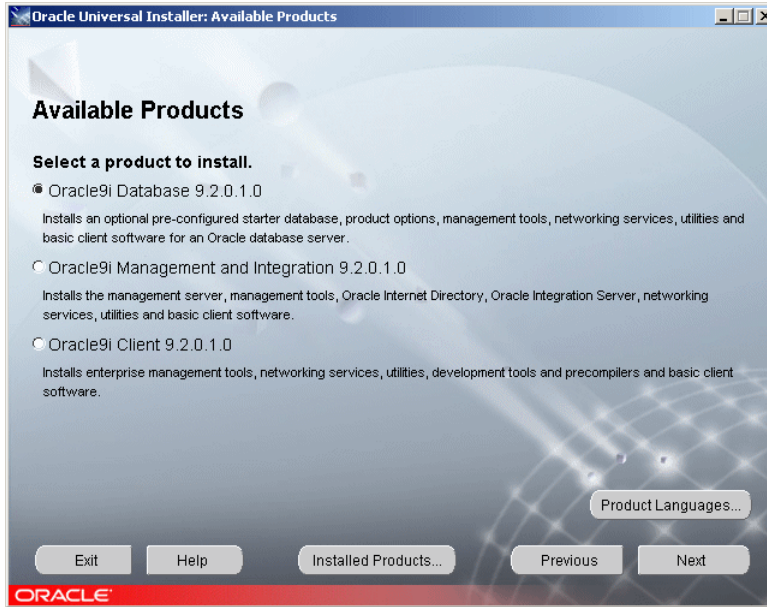 Oracle Universal Installer: Available Products
Available Products
Select a product to install.
Oracle9i Database 9.2.0.1.0
Installs an optional pre-configured starter database, product options, management tools, networking services, utilities and
basic client software for an Oracle database server.
Oracle9i Management and Integration 9.2.0.1.0
Installs the management server, management tools, Oracle Internet Directory, Oracle Integration Server, networking
services, utilities and basic client software.
Oracle9i Client 9.2.0.1.0
Installs enterprise management tools, networking services, utilities, development tools and precompilers and basic client
software.
Product Languages...
Exit Help Installed Products... Previous Next
ORACLE